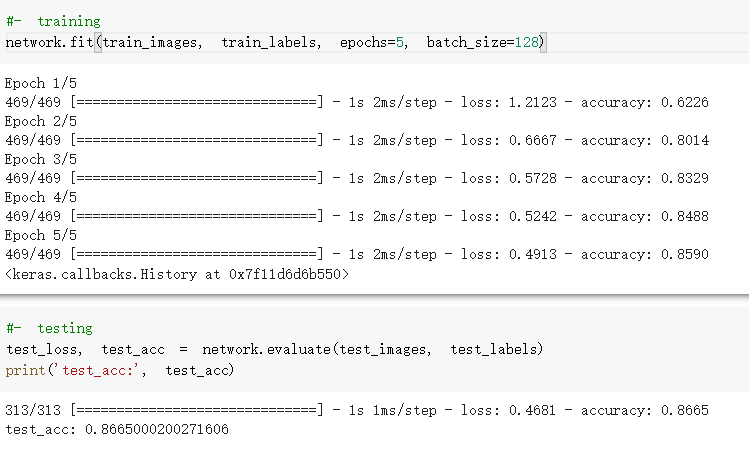 #- training
network.fit(train_images, train_labels, epochs=5, batch_size=128)
Epoch 1/5
469/469 [==============================] - 1s 2ms/step - loss: 1.2123 - accuracy: 0.6226
Epoch 2/5
469/469 [==============================] - 1s 2ms/step - loss: 0.6667 - accuracy: 0.8014
Epoch 3/5
469/469 [==============================] - 1s 2ms/step - loss: 0.5728 - accuracy: 0.8329
Epoch 4/5
469/469 [==============================] - 1s 2ms/step - loss: 0.5242 - accuracy: 0.8488
Epoch 5/5
469/469 [==============================] - 1s 2ms/step - loss: 0.4913 - accuracy: 0.8590
<keras.callbacks.History at 0x7f11d6d6b550>
#- testing
test_loss, test_acc = network.evaluate(test_images, test_labels)
print('test_acc:', test_acc)
313/313 [==============================] - 1s 1ms/step - loss: 0.4681 - accuracy: 0.8665
test_acc: 0.8665000200271606